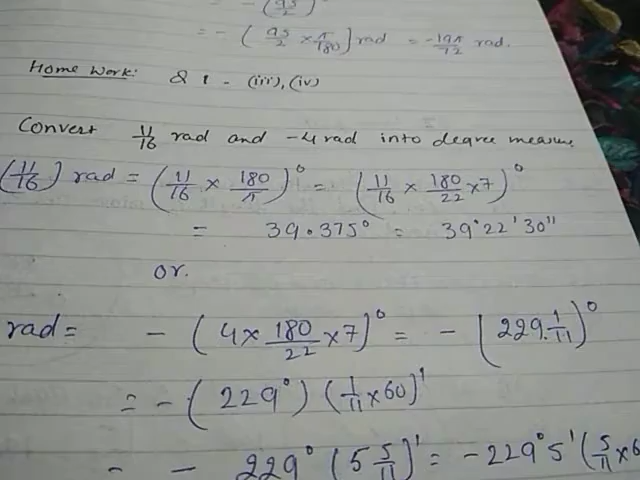 - (95/2)°
= - (95/2 × π/180) rad = -19π/72 rad.
Home Work: Q 1 - (iii), (iv)
Convert 11/16 rad and -4 rad into degree measure
(11/16) rad = (11/16 × 180/π)° = (11/16 × 180/22 × 7)°
= 39.375° = 39°22'30"
or.
rad = - (4 × 180/22 × 7)° = - (229. 1/11)°
= - (229°) (1/11 × 60)'
= - 229° (5 5/11)' = -229°5' (5/11 × 6